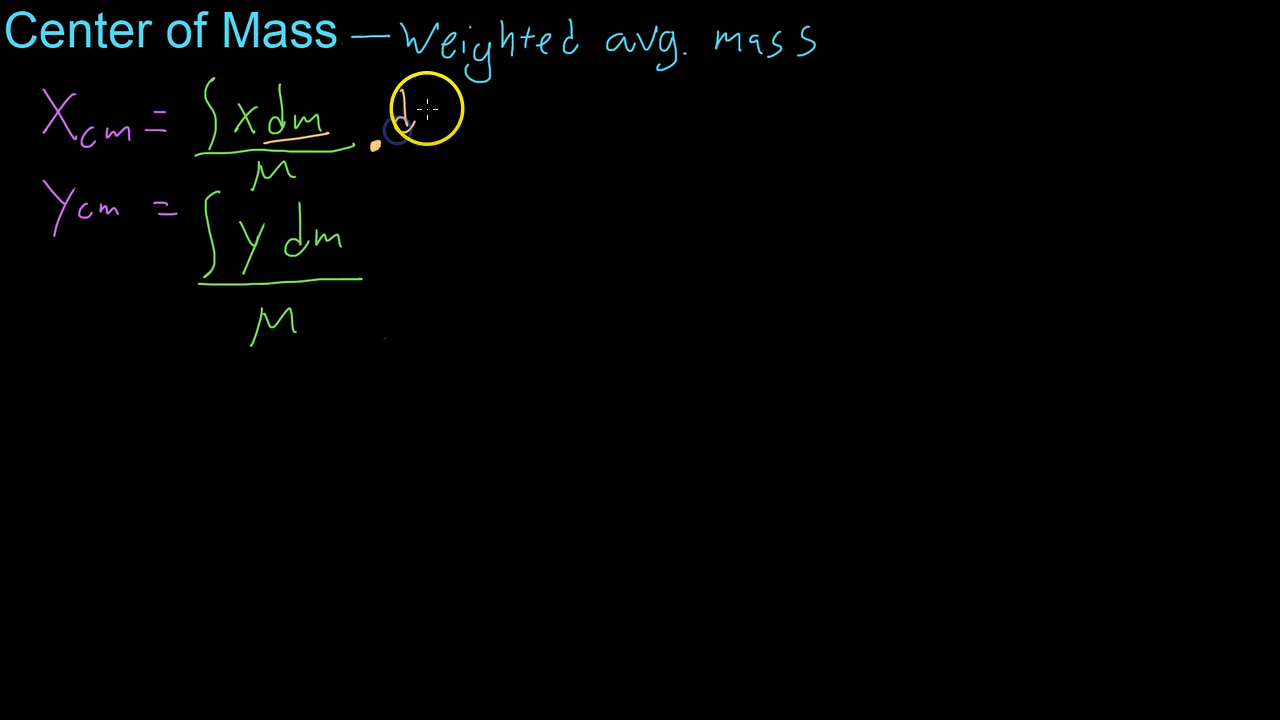 Center of Mass — Weighted avg. mass
Xcm = ∫ x dm / M . d
Ycm = ∫ y dm / M